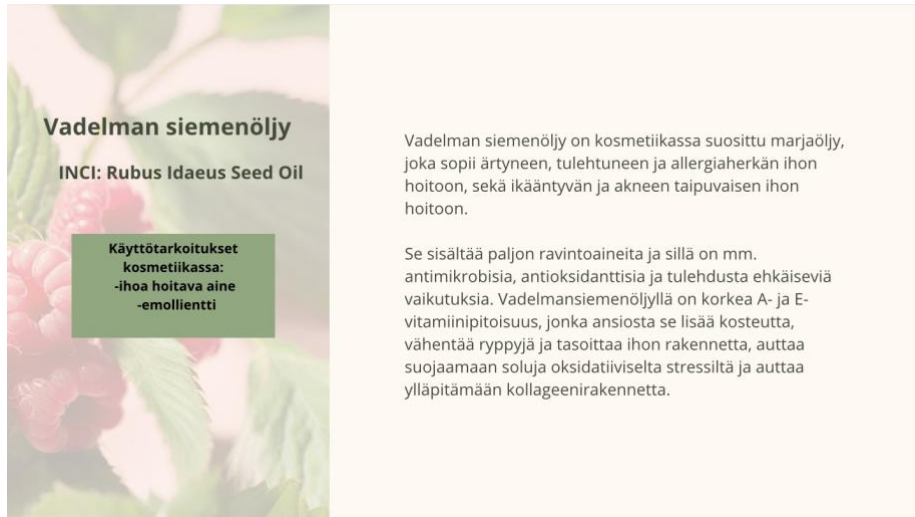 Vadelman siemenöljy
INCI: Rubus Idaeus Seed Oil
Käyttötarkoitukset
kosmetiikassa:
-ihoa hoitava aine
-emollientti
Vadelman siemenöljy on kosmetiikassa suosittu marjaöljy,
joka sopii ärtyneen, tulehtuneen ja allergiaherkän ihon
hoitoon, sekä ikääntyvän ja akneen taipuvaisen ihon
hoitoon.
Se sisältää paljon ravintoaineita ja sillä on mm.
antimikrobisia, antioksidanttisia ja tulehdusta ehkäiseviä
vaikutuksia. Vadelmansiemenöljyllä on korkea A- ja E-
vitamiinipitoisuus, jonka ansiosta se lisää kosteutta,
vähentää ryppyjä ja tasoittaa ihon rakennetta, auttaa
suojaamaan soluja oksidatiiviselta stressiltä ja auttaa
ylläpitämään kollageenirakennetta.